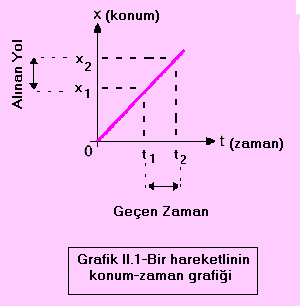 x (konum)
Alınan Yol
x2
x1
0
t1
t2
t (zaman)
Geçen Zaman
Grafik II.1-Bir hareketlinin
konum-zaman grafiği